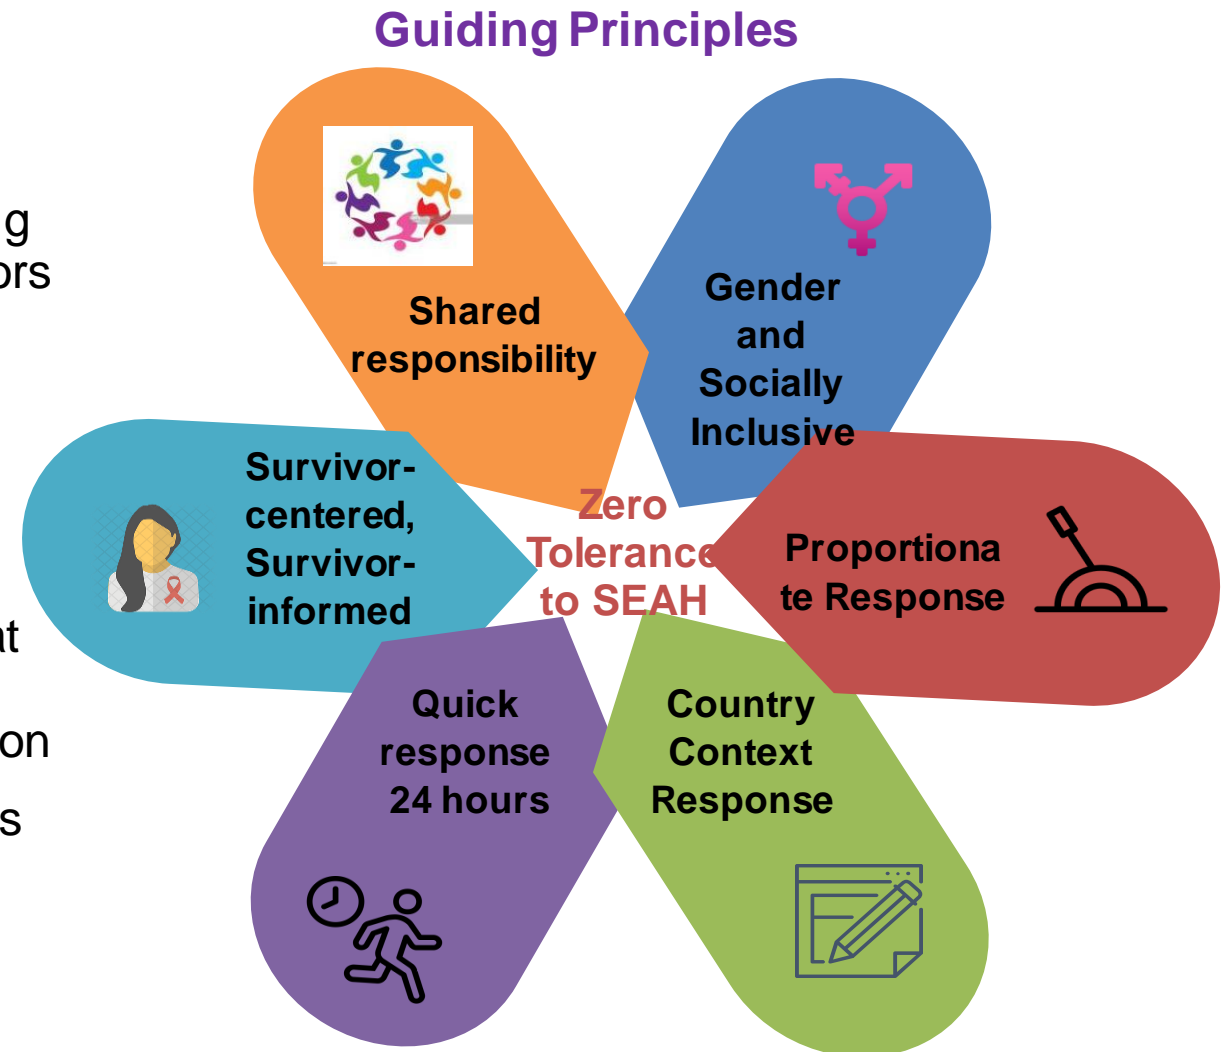 Guiding Principles
g
ors
at
on
s
Shared
responsibility
Gender
and
Socially
Inclusive
Survivor-
centered,
Survivor-
informed
Zero
Tolerance
to SEAH
Proportiona
te Response
Quick
response
24 hours
Country
Context
Response